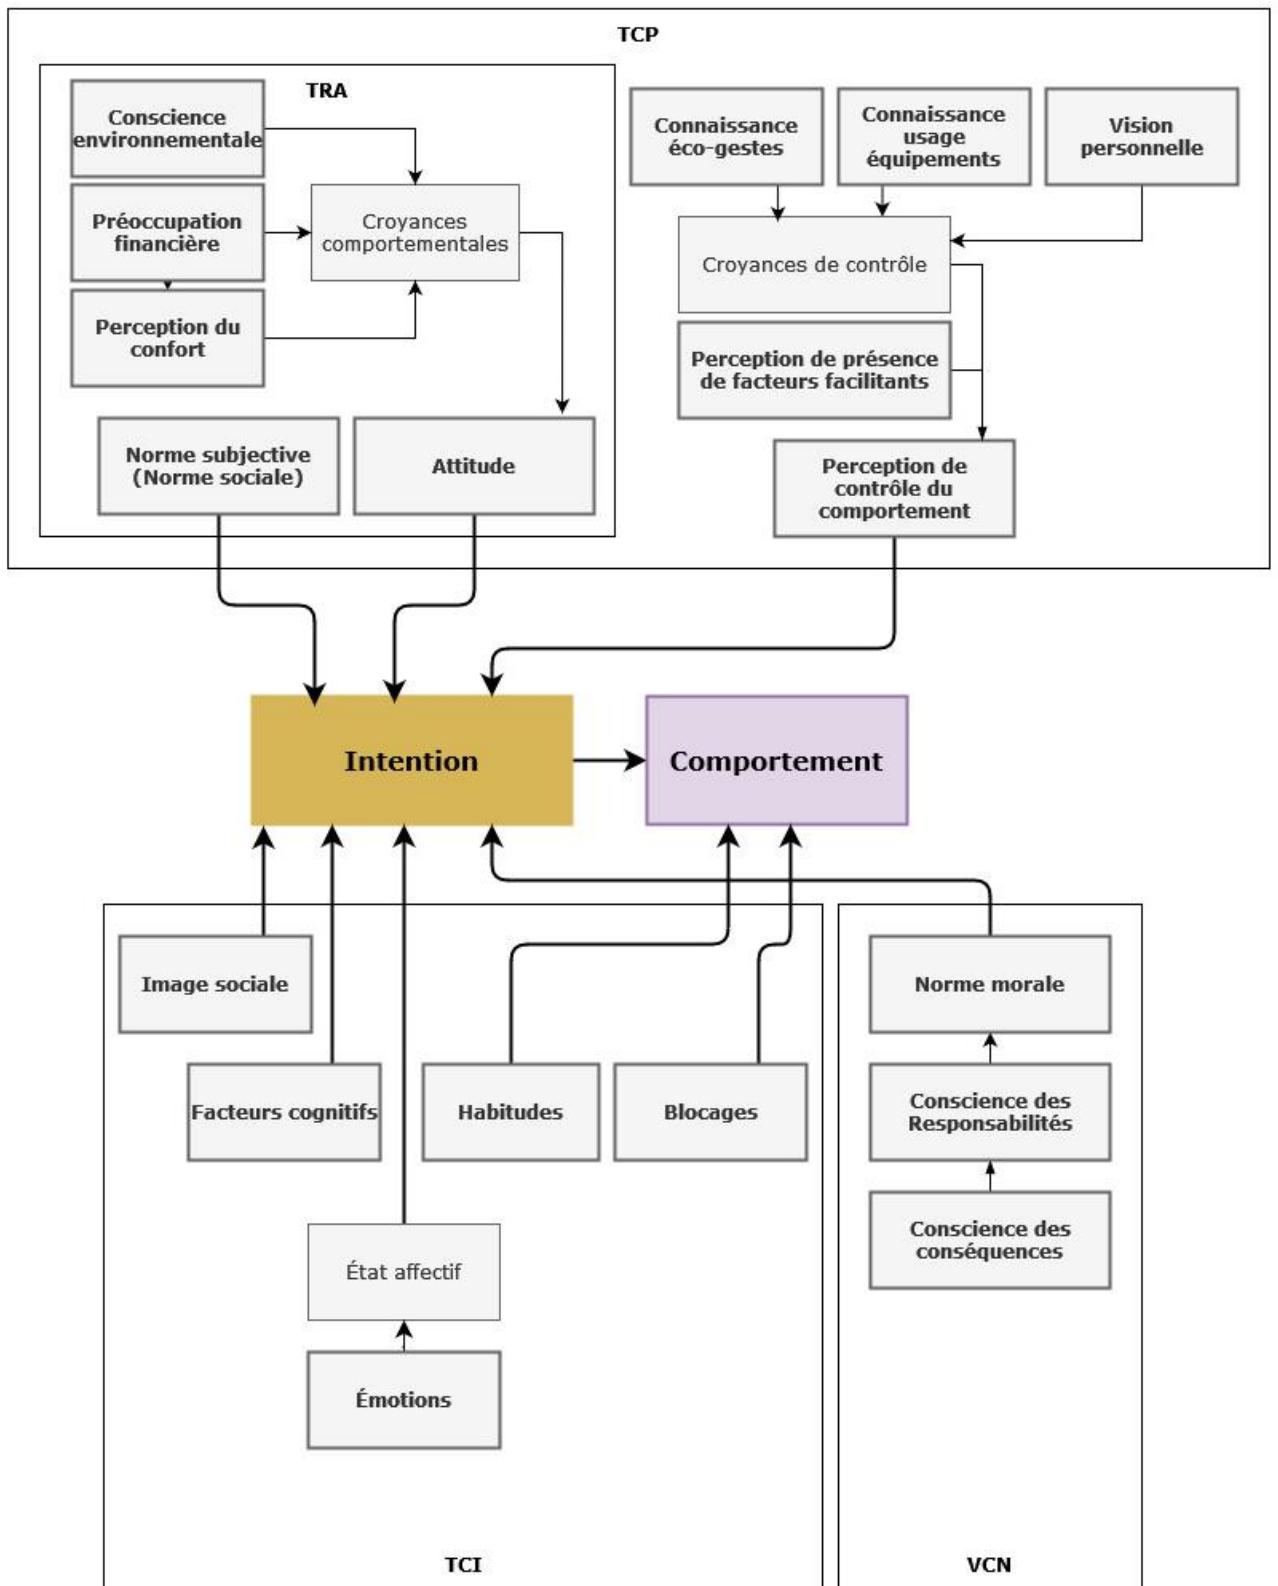 TCP
TRA
Conscience
environnementale
Préoccupation
financière
Perception du
confort
Croyances
comportementales
Norme subjective
(Norme sociale)
Attitude
Connaissance
éco-gestes
Connaissance
usage
équipements
Vision
personnelle
Croyances de contrôle
Perception de présence
de facteurs facilitants
Perception de
contrôle du
comportement
Intention
Comportement
Image sociale
Facteurs cognitifs
Habitudes
Blocages
État affectif
Émotions
TCI
Norme morale
Conscience des
Responsabilités
Conscience des
conséquences
VCN